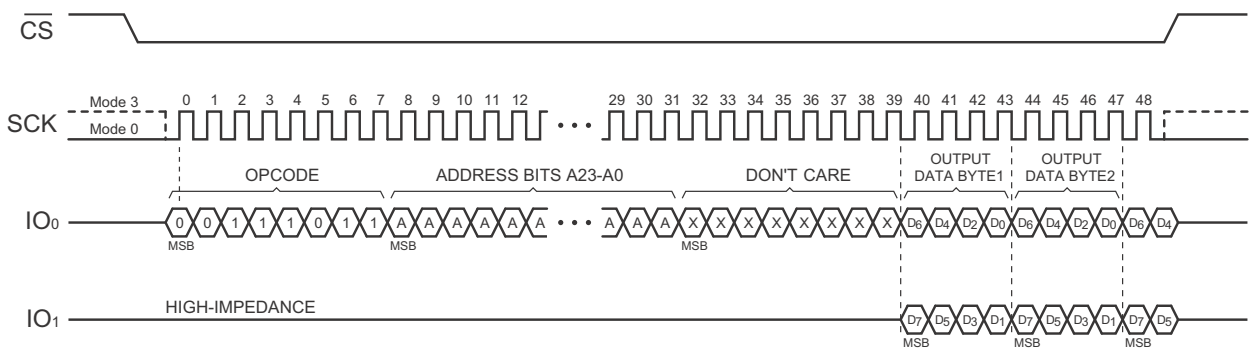 CS
Mode 3
Mode 0
SCK
0 1 2 3 4 5 6 7 8 9 10 11 12 29 30 31 32 33 34 35 36 37 38 39 40 41 42 43 44 45 46 47 48
OPCODE
ADDRESS BITS A23-A0
DON'T CARE
OUTPUT
DATA BYTE1
OUTPUT
DATA BYTE2
IO0
0 0 1 1 1 0 1 1 A A A A A A A A A X X X X X X X X D6 D4 D2 D0 D6 D4 D2 D0 D6 D4
MSB MSB MSB
HIGH-IMPEDANCE
IO1
D7 D5 D3 D1 D7 D5 D3 D1 D7 D5
MSB MSB MSB